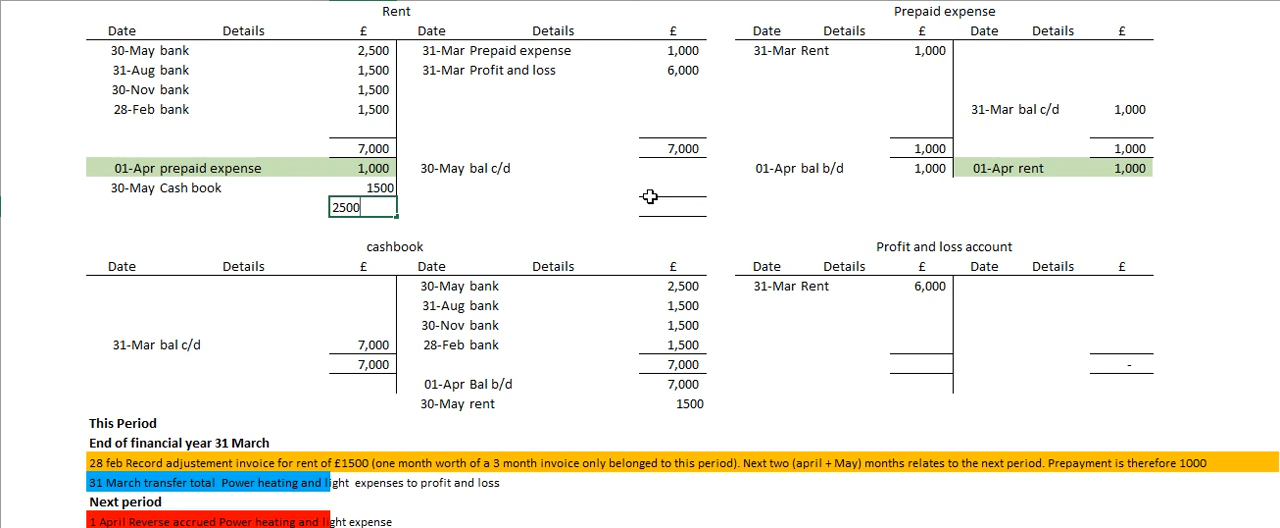 Rent Prepaid expense
Date Details £ Date Details £ Date Details £ Date Details £
30-May bank 2,500 31-Mar Prepaid expense 1,000 31-Mar Rent 1,000
31-Aug bank 1,500 31-Mar Profit and loss 6,000
30-Nov bank 1,500
28-Feb bank 1,500 31-Mar bal c/d 1,000
7,000 7,000 1,000 1,000
01-Apr prepaid expense 1,000 30-May bal c/d 01-Apr bal b/d 1,000 01-Apr rent 1,000
30-May Cash book 1500
2500
cashbook Profit and loss account
Date Details £ Date Details £ Date Details £ Date Details £
30-May bank 2,500 31-Mar Rent 6,000
31-Aug bank 1,500
30-Nov bank 1,500
31-Mar bal c/d 7,000 28-Feb bank 1,500
7,000 7,000 -
01-Apr Bal b/d 7,000
30-May rent 1500
This Period
End of financial year 31 March
28 feb Record adjustement invoice for rent of £1500 (one month worth of a 3 month invoice only belonged to this period). Next two (april + May) months relates to the next period. Prepayment is therefore 1000
31 March transfer total Power heating and light expenses to profit and loss
Next period
1 April Reverse accrued Power heating and light expense